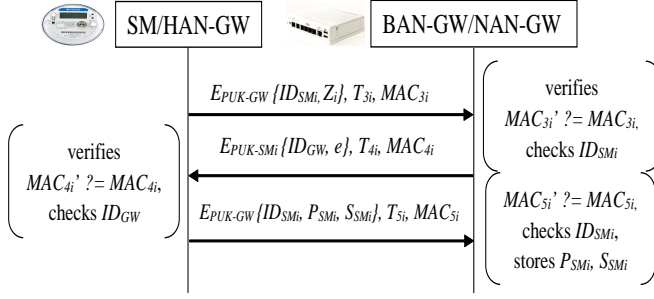 SM/HAN-GW
BAN-GW/NAN-GW
E_PUK-GW {ID_SMi, Z_i}, T_3i, MAC_3i
verifies
MAC_3i' ?= MAC_3i,
checks ID_SMi
verifies
MAC_4i' ?= MAC_4i,
checks ID_GW
E_PUK-SMi {ID_GW, e}, T_4i, MAC_4i
E_PUK-GW {ID_SMi, P_SMi, S_SMi}, T_5i, MAC_5i
MAC_5i' ?= MAC_5i,
checks ID_SMi,
stores P_SMi, S_SMi